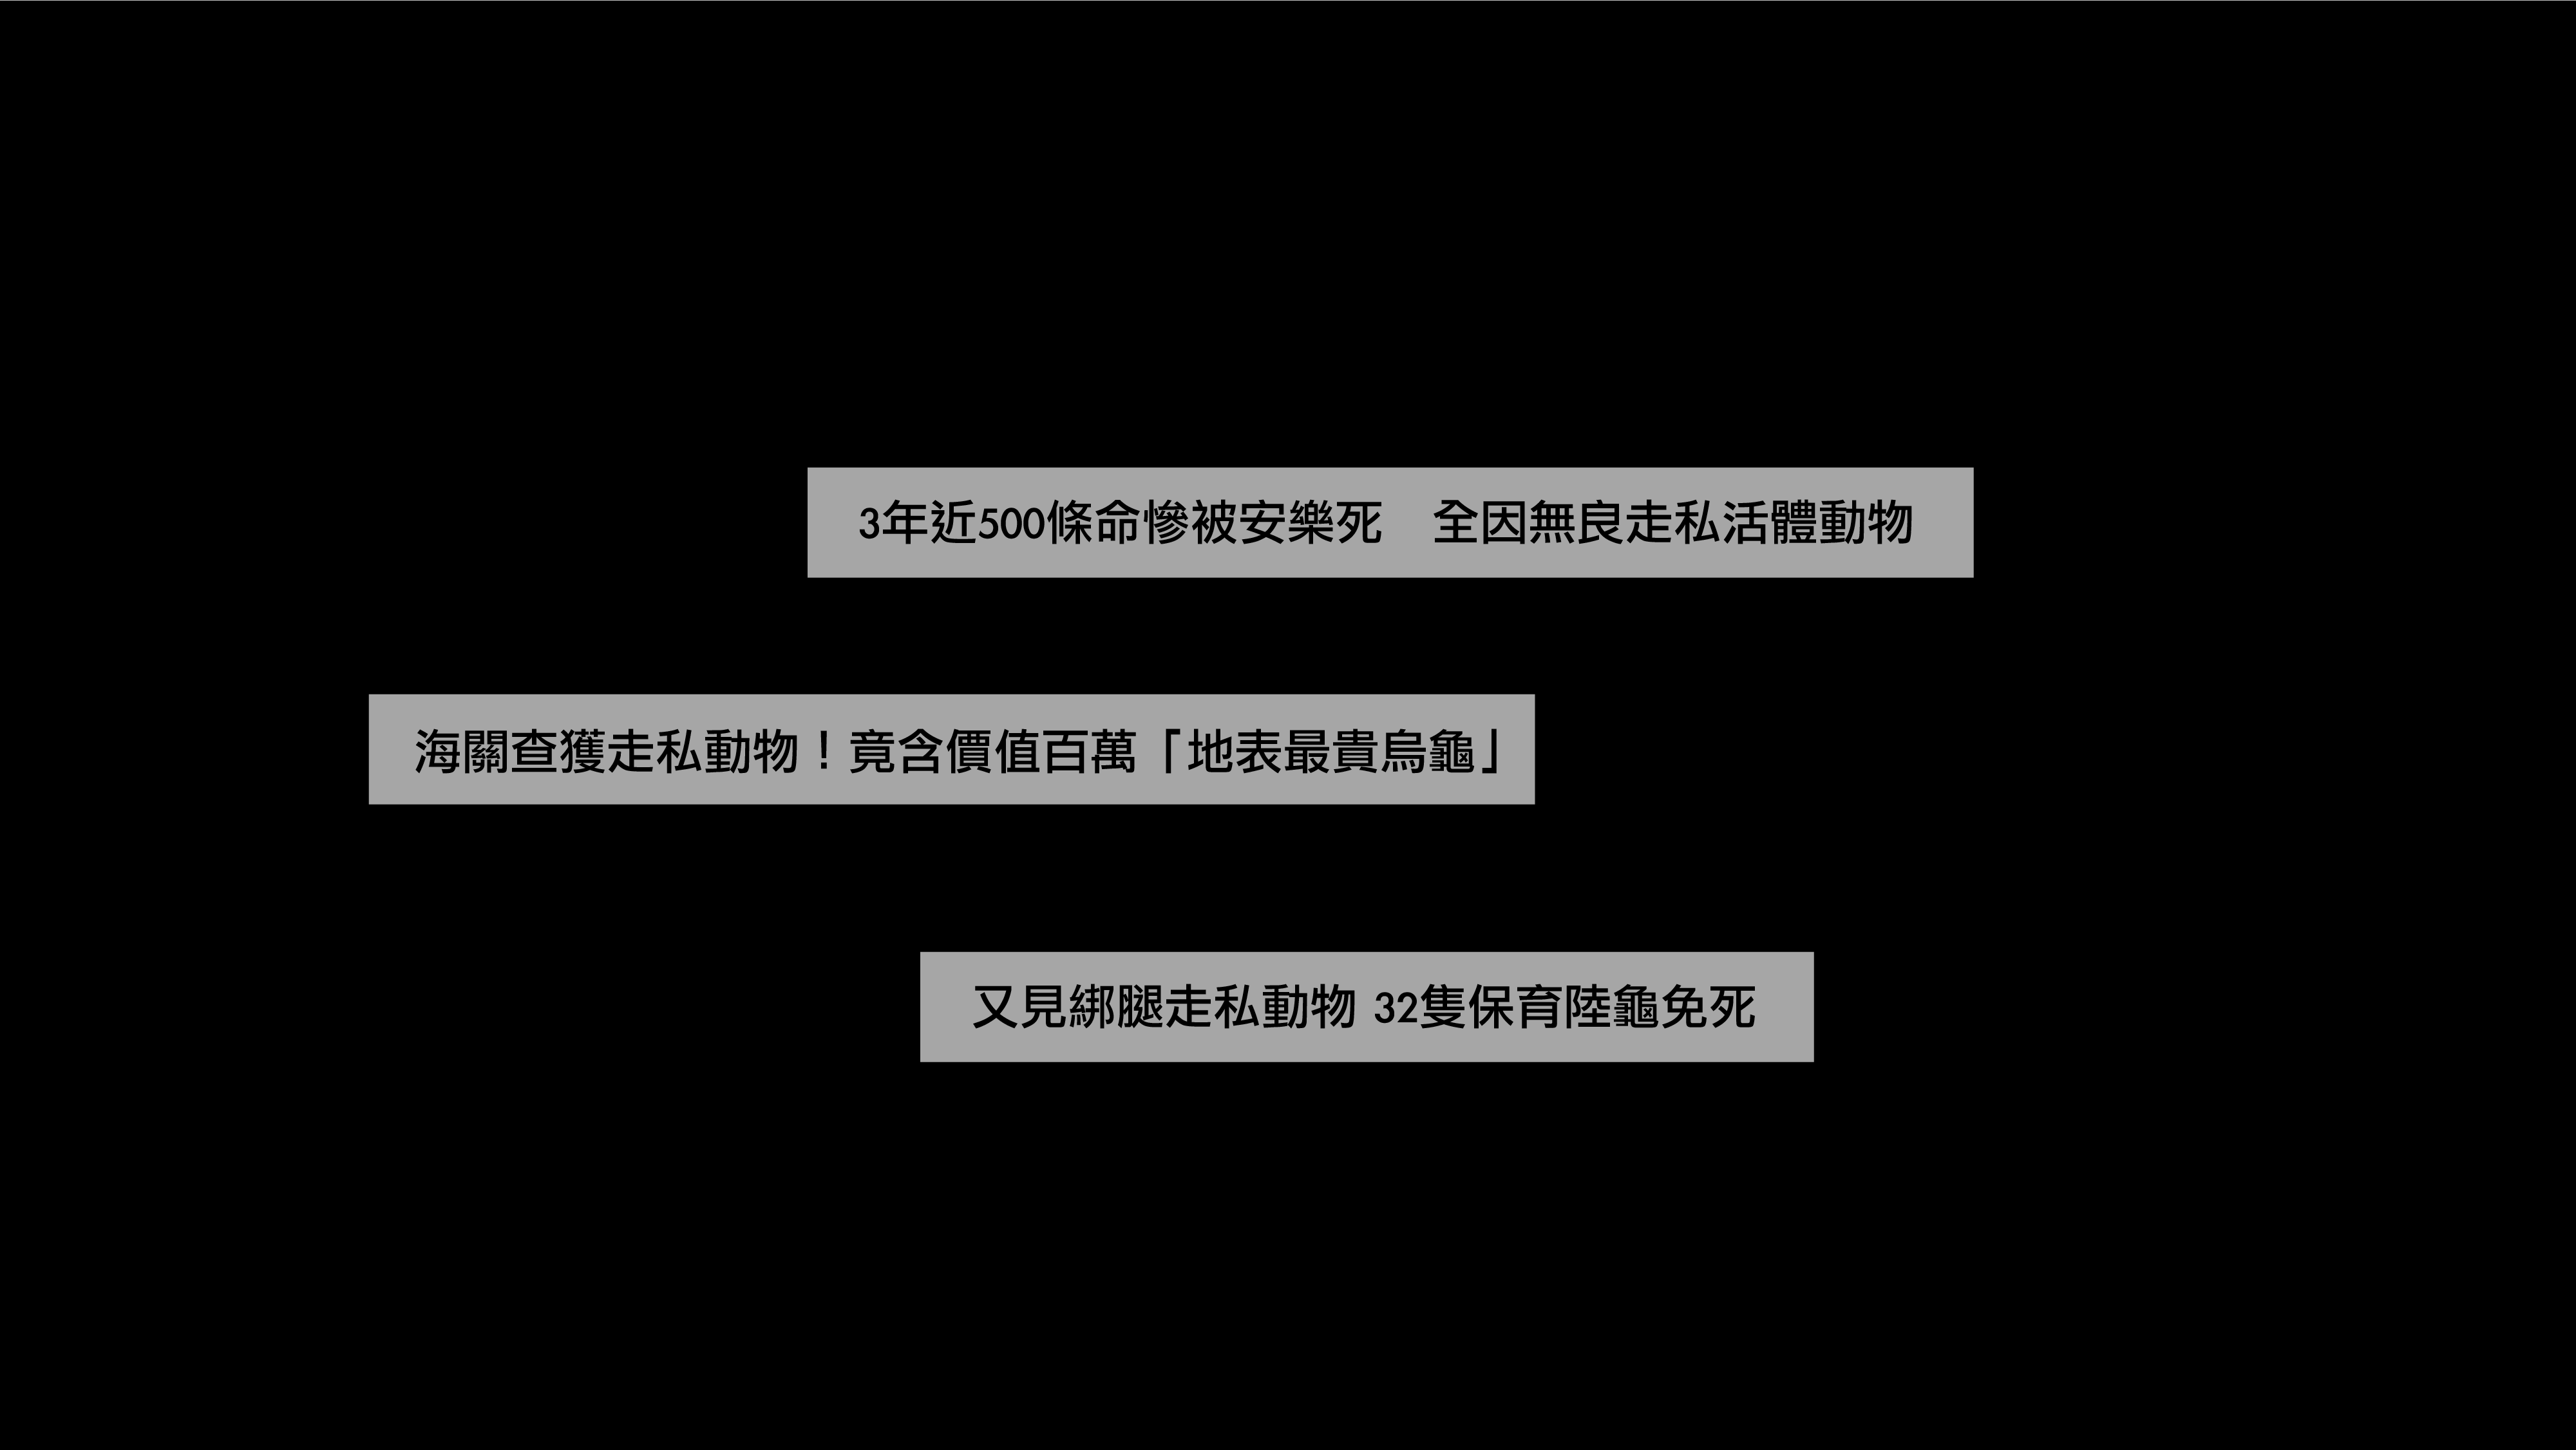 3年近500條命慘被安樂死　全因無良走私活體動物
海關查獲走私動物！竟含價值百萬「地表最貴烏龜」
又見綁腿走私動物 32隻保育陸龜免死